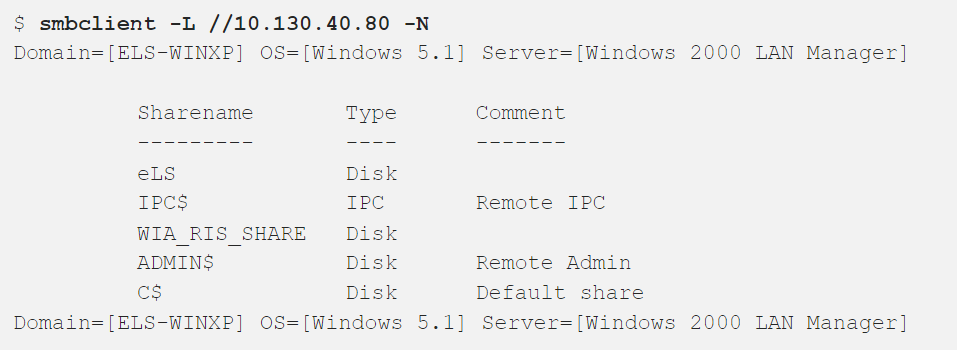 $ smbclient -L //10.130.40.80 -N
Domain=[ELS-WINXP] OS=[Windows 5.1] Server=[Windows 2000 LAN Manager]
Sharename Type Comment
--------- ---- -------
eLS Disk
IPC$ IPC Remote IPC
WIA_RIS_SHARE Disk
ADMIN$ Disk Remote Admin
C$ Disk Default share
Domain=[ELS-WINXP] OS=[Windows 5.1] Server=[Windows 2000 LAN Manager]